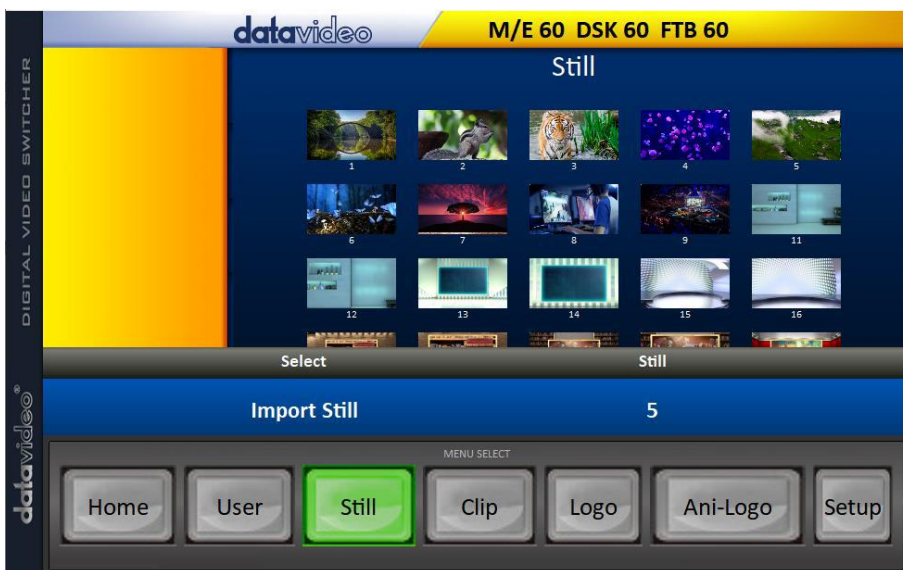 datavideo
M/E 60 DSK 60 FTB 60
DIGITAL VIDEO SWITCHER
datavideo®
Still
1 2 3 4 5
6 7 8 9 11
12 13 14 15 16
Select Still
Import Still 5
MENU SELECT
Home User Still Clip Logo Ani-Logo Setup